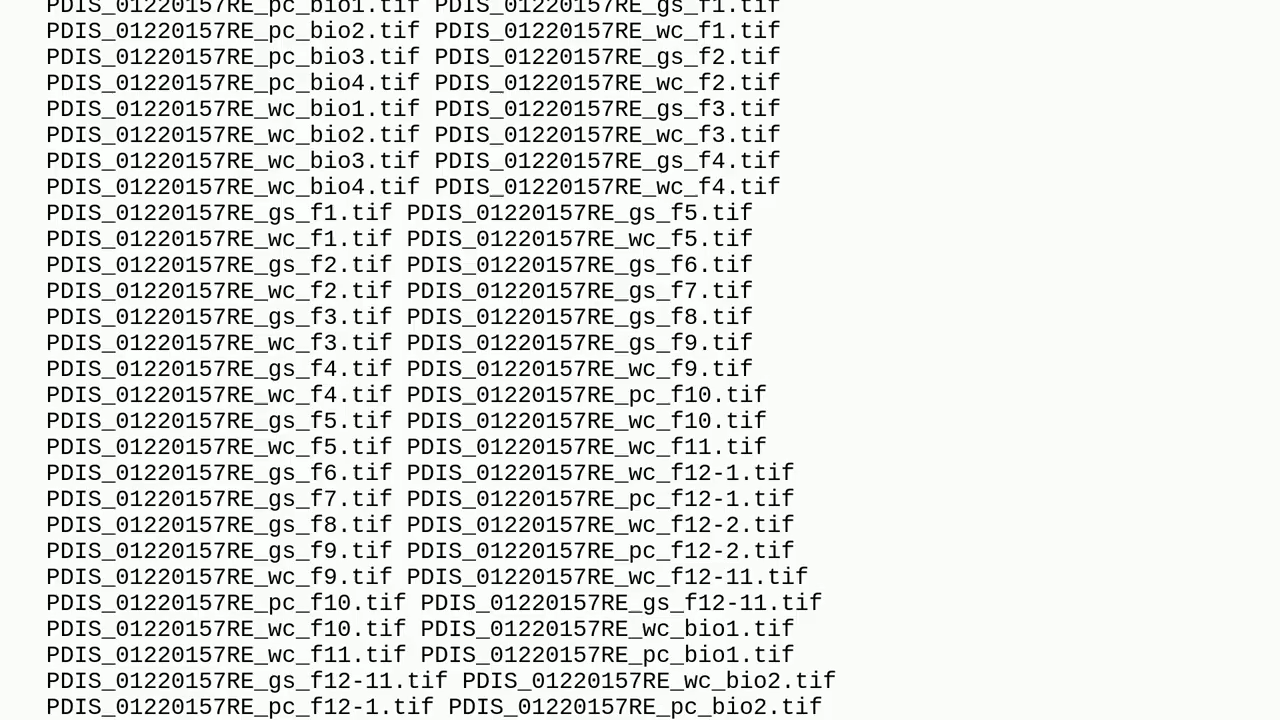 PDIS_01220157RE_pc_bio1.tif PDIS_01220157RE_gs_f1.tif
PDIS_01220157RE_pc_bio2.tif PDIS_01220157RE_wc_f1.tif
PDIS_01220157RE_pc_bio3.tif PDIS_01220157RE_gs_f2.tif
PDIS_01220157RE_pc_bio4.tif PDIS_01220157RE_wc_f2.tif
PDIS_01220157RE_wc_bio1.tif PDIS_01220157RE_gs_f3.tif
PDIS_01220157RE_wc_bio2.tif PDIS_01220157RE_wc_f3.tif
PDIS_01220157RE_wc_bio3.tif PDIS_01220157RE_gs_f4.tif
PDIS_01220157RE_wc_bio4.tif PDIS_01220157RE_wc_f4.tif
PDIS_01220157RE_gs_f1.tif PDIS_01220157RE_gs_f5.tif
PDIS_01220157RE_wc_f1.tif PDIS_01220157RE_wc_f5.tif
PDIS_01220157RE_gs_f2.tif PDIS_01220157RE_gs_f6.tif
PDIS_01220157RE_wc_f2.tif PDIS_01220157RE_gs_f7.tif
PDIS_01220157RE_gs_f3.tif PDIS_01220157RE_gs_f8.tif
PDIS_01220157RE_wc_f3.tif PDIS_01220157RE_gs_f9.tif
PDIS_01220157RE_gs_f4.tif PDIS_01220157RE_wc_f9.tif
PDIS_01220157RE_wc_f4.tif PDIS_01220157RE_pc_f10.tif
PDIS_01220157RE_gs_f5.tif PDIS_01220157RE_wc_f10.tif
PDIS_01220157RE_wc_f5.tif PDIS_01220157RE_wc_f11.tif
PDIS_01220157RE_gs_f6.tif PDIS_01220157RE_wc_f12-1.tif
PDIS_01220157RE_gs_f7.tif PDIS_01220157RE_pc_f12-1.tif
PDIS_01220157RE_gs_f8.tif PDIS_01220157RE_wc_f12-2.tif
PDIS_01220157RE_gs_f9.tif PDIS_01220157RE_pc_f12-2.tif
PDIS_01220157RE_wc_f9.tif PDIS_01220157RE_wc_f12-11.tif
PDIS_01220157RE_pc_f10.tif PDIS_01220157RE_gs_f12-11.tif
PDIS_01220157RE_wc_f10.tif PDIS_01220157RE_wc_bio1.tif
PDIS_01220157RE_wc_f11.tif PDIS_01220157RE_pc_bio1.tif
PDIS_01220157RE_gs_f12-11.tif PDIS_01220157RE_wc_bio2.tif
PDIS_01220157RE_pc_f12-1.tif PDIS_01220157RE_pc_bio2.tif